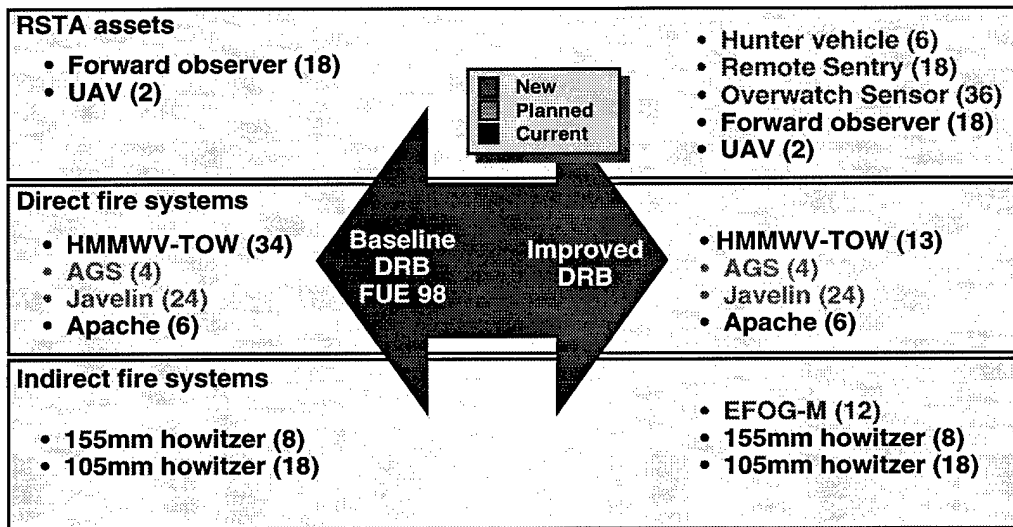 RSTA assets
• Forward observer (18)
• UAV (2)
New
Planned
Current
• Hunter vehicle (6)
• Remote Sentry (18)
• Overwatch Sensor (36)
• Forward observer (18)
• UAV (2)
Direct fire systems
• HMMWV-TOW (34)
• AGS (4)
• Javelin (24)
• Apache (6)
Baseline
DRB
FUE 98
Improved
DRB
• HMMWV-TOW (13)
• AGS (4)
• Javelin (24)
• Apache (6)
Indirect fire systems
• 155mm howitzer (8)
• 105mm howitzer (18)
• EFOG-M (12)
• 155mm howitzer (8)
• 105mm howitzer (18)